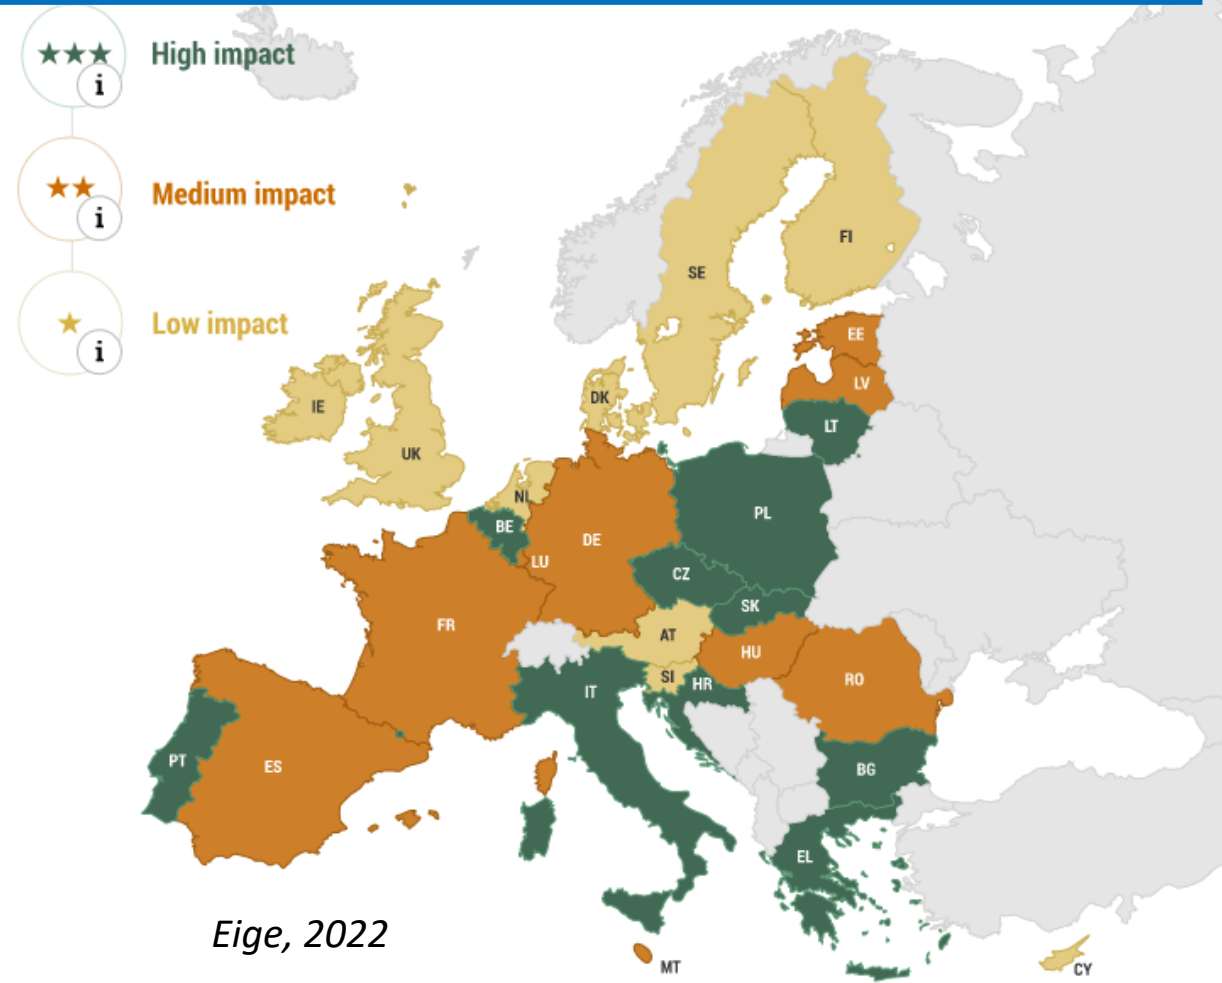 ★★★ High impact
i
★★ Medium impact
i
★ Low impact
i
FI
SE
EE
LV
DK
IE
LT
UK
NL
PL
BE
DE
LU
CZ
SK
FR
AT
HU
SI
RO
HR
IT
PT
ES
BG
EL
Eige, 2022
MT
CY